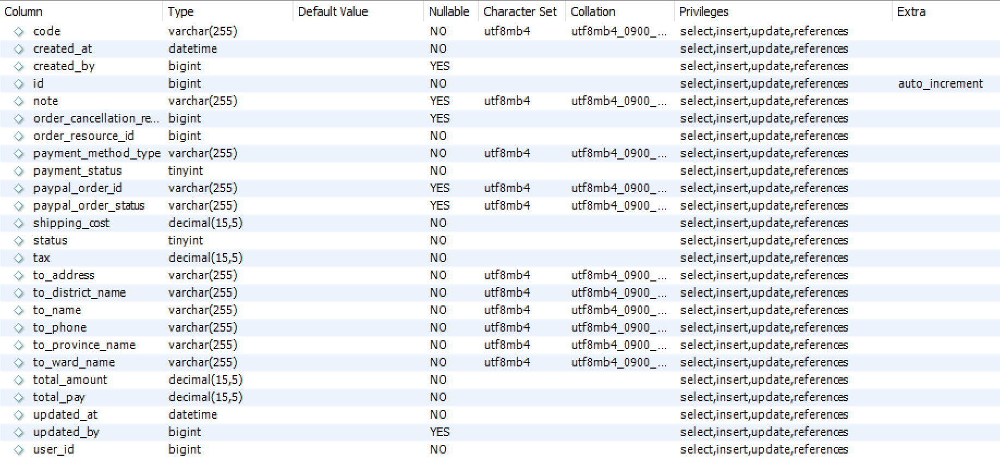 Column Type Default Value Nullable Character Set Collation Privileges Extra
code varchar(255) NO utf8mb4 utf8mb4_0900_... select,insert,update,references
created_at datetime NO select,insert,update,references
created_by bigint YES select,insert,update,references
id bigint NO select,insert,update,references auto_increment
note varchar(255) YES utf8mb4 utf8mb4_0900_... select,insert,update,references
order_cancellation_re... bigint YES select,insert,update,references
order_resource_id bigint NO select,insert,update,references
payment_method_type varchar(255) NO utf8mb4 utf8mb4_0900_... select,insert,update,references
payment_status tinyint NO select,insert,update,references
paypal_order_id varchar(255) YES utf8mb4 utf8mb4_0900_... select,insert,update,references
paypal_order_status varchar(255) YES utf8mb4 utf8mb4_0900_... select,insert,update,references
shipping_cost decimal(15,5) NO select,insert,update,references
status tinyint NO select,insert,update,references
tax decimal(15,5) NO select,insert,update,references
to_address varchar(255) NO utf8mb4 utf8mb4_0900_... select,insert,update,references
to_district_name varchar(255) NO utf8mb4 utf8mb4_0900_... select,insert,update,references
to_name varchar(255) NO utf8mb4 utf8mb4_0900_... select,insert,update,references
to_phone varchar(255) NO utf8mb4 utf8mb4_0900_... select,insert,update,references
to_province_name varchar(255) NO utf8mb4 utf8mb4_0900_... select,insert,update,references
to_ward_name varchar(255) NO utf8mb4 utf8mb4_0900_... select,insert,update,references
total_amount decimal(15,5) NO select,insert,update,references
total_pay decimal(15,5) NO select,insert,update,references
updated_at datetime NO select,insert,update,references
updated_by bigint YES select,insert,update,references
user_id bigint NO select,insert,update,references